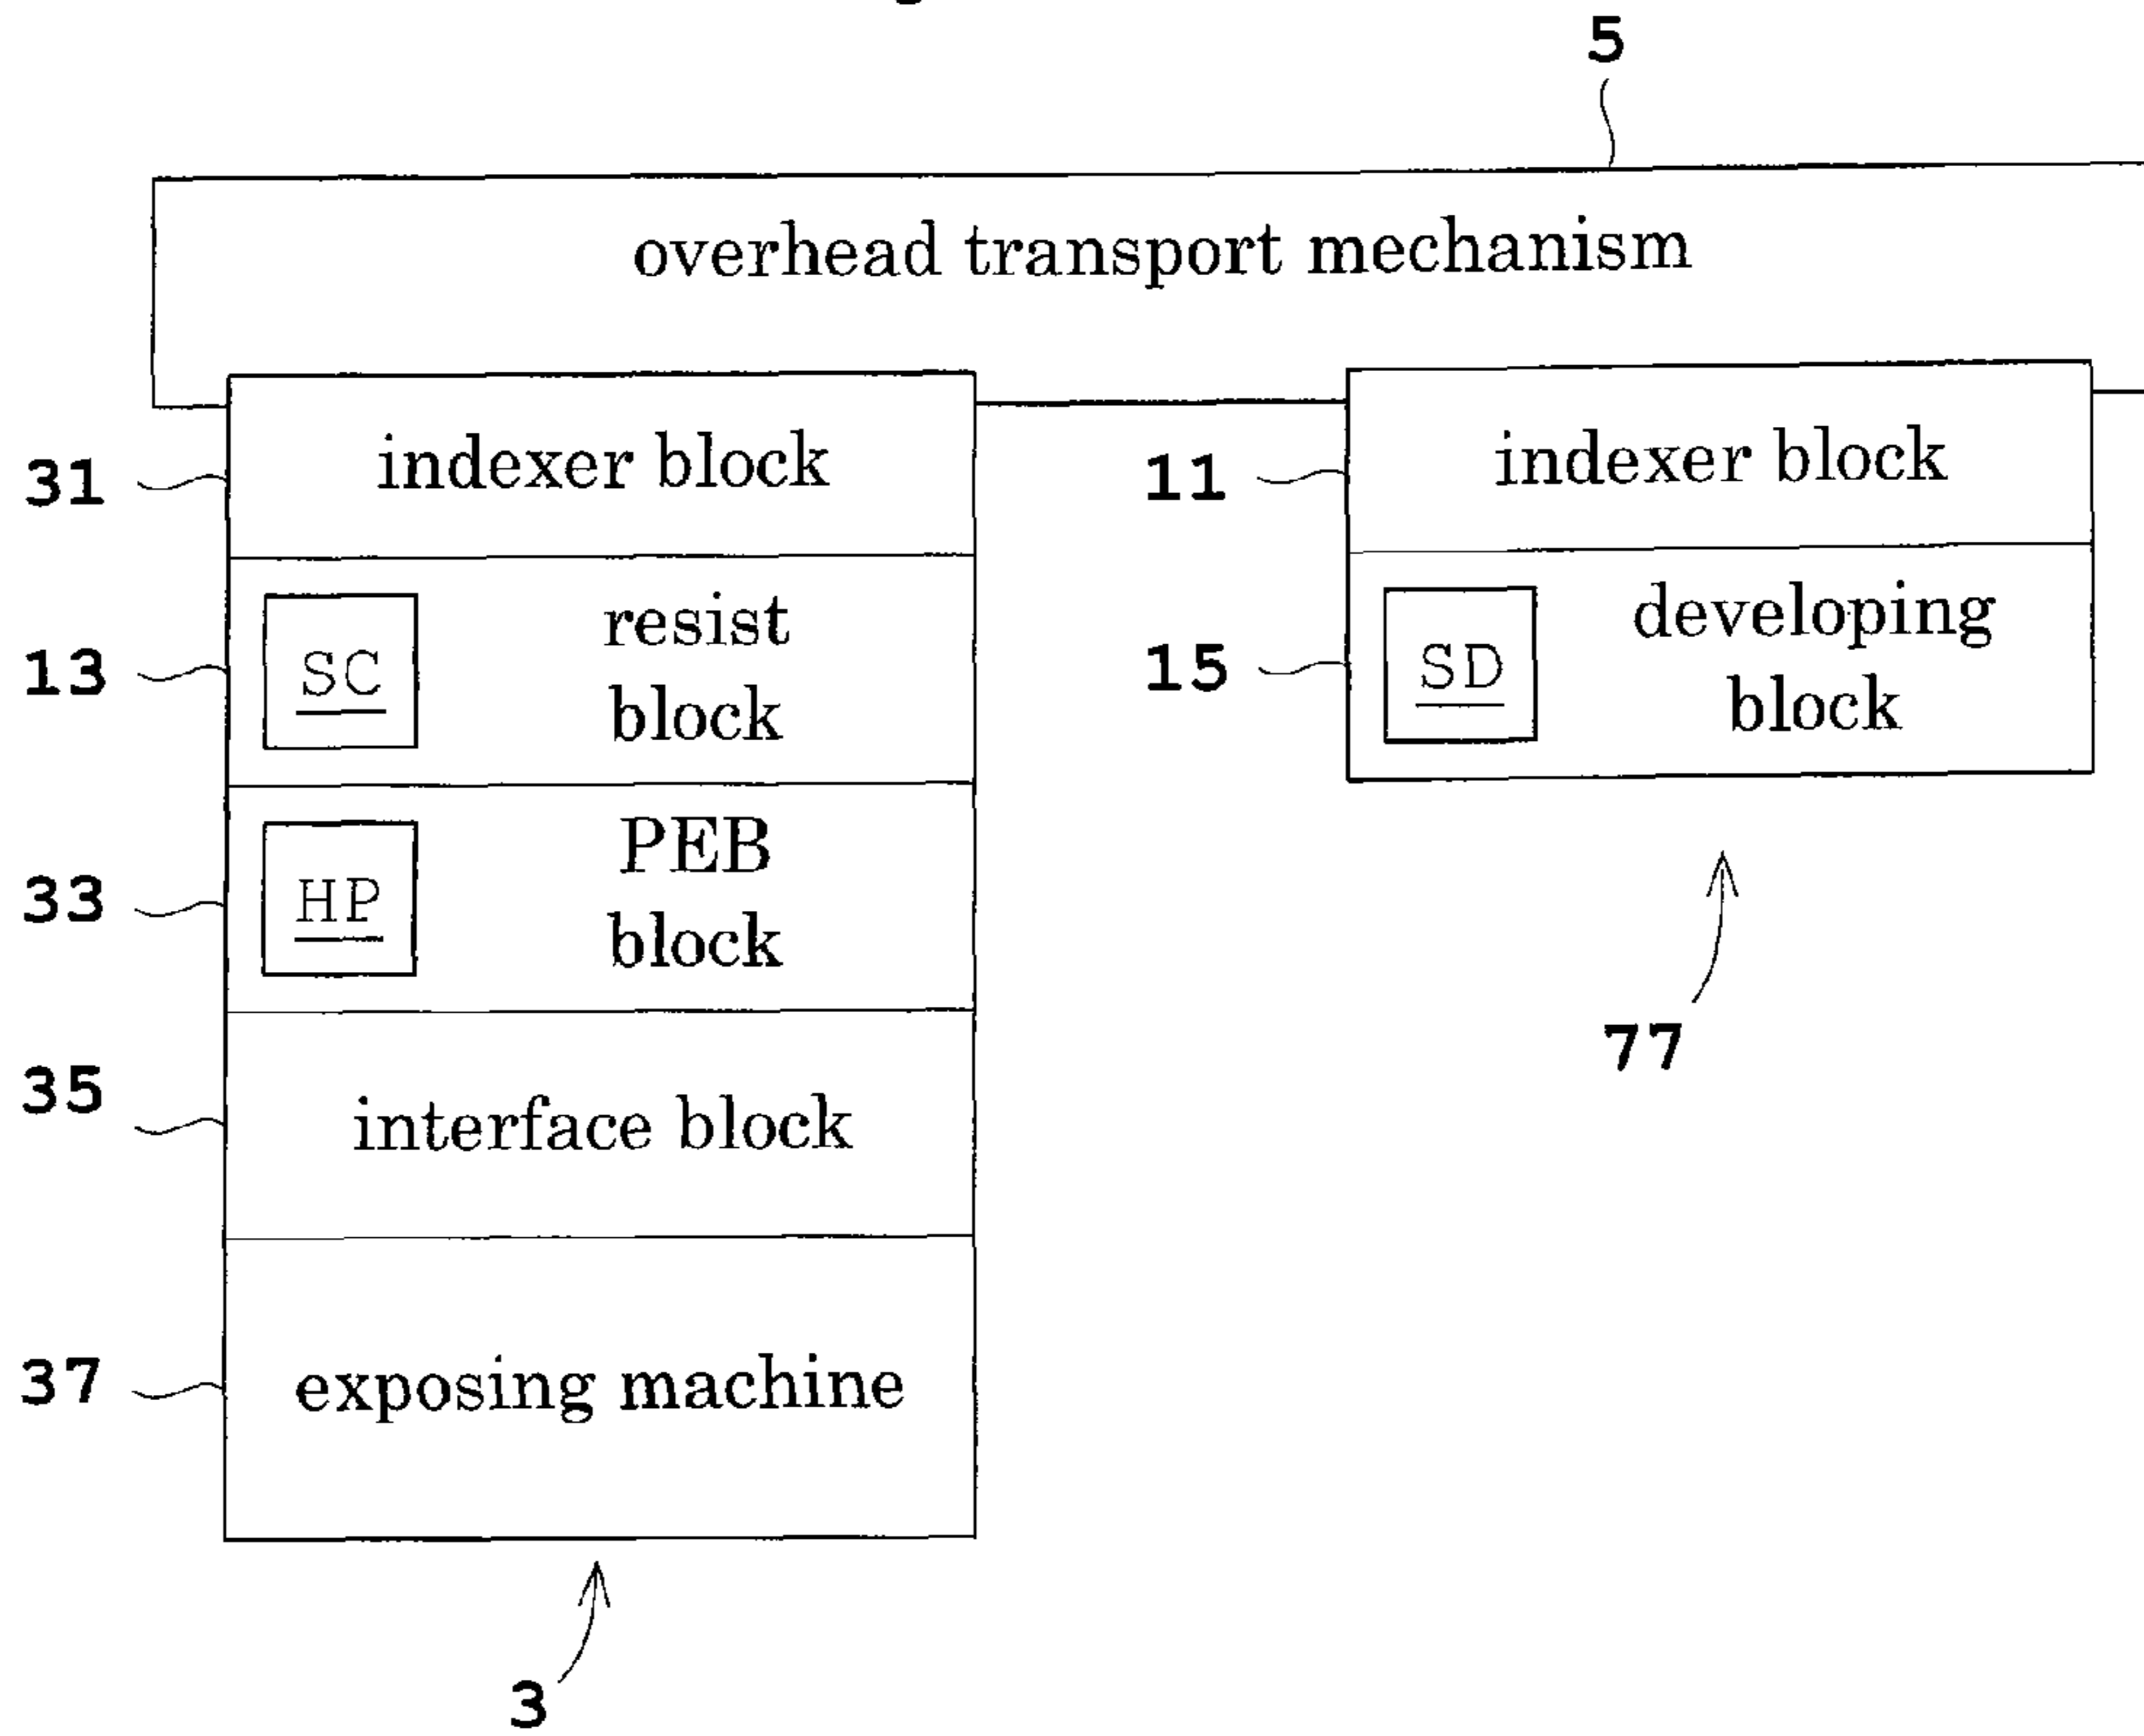 5
overhead transport mechanism
31
indexer block
11
indexer block
13
SC
resist
block
15
SD
developing
block
33
HP
PEB
block
77
35
interface block
37
exposing machine
3